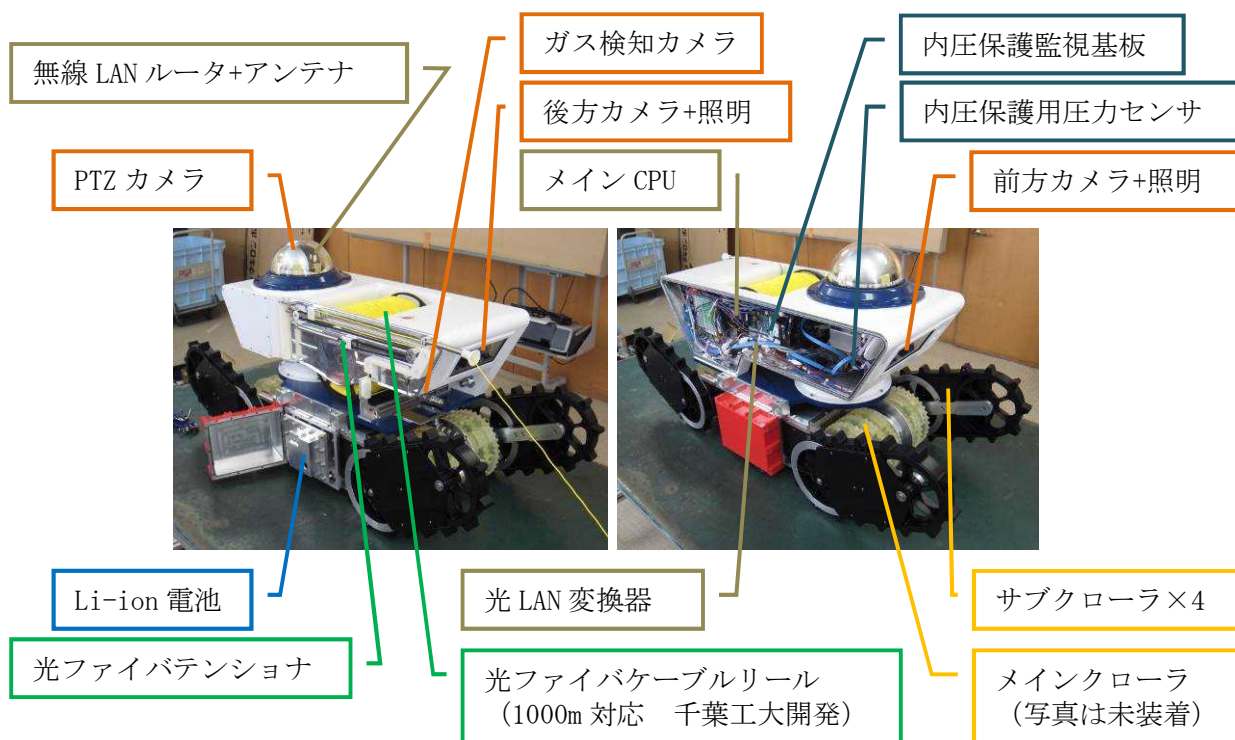 ガス検知カメラ
内圧保護監視基板
無線 LAN ルータ+アンテナ
後方カメラ+照明
内圧保護用圧力センサ
PTZ カメラ
メイン CPU
前方カメラ+照明
Li-ion 電池
光 LAN 変換器
サブクローラ×4
光ファイバテンショナ
光ファイバケーブルリール
（1000m 対応　千葉工大開発）
メインクローラ
（写真は未装着）